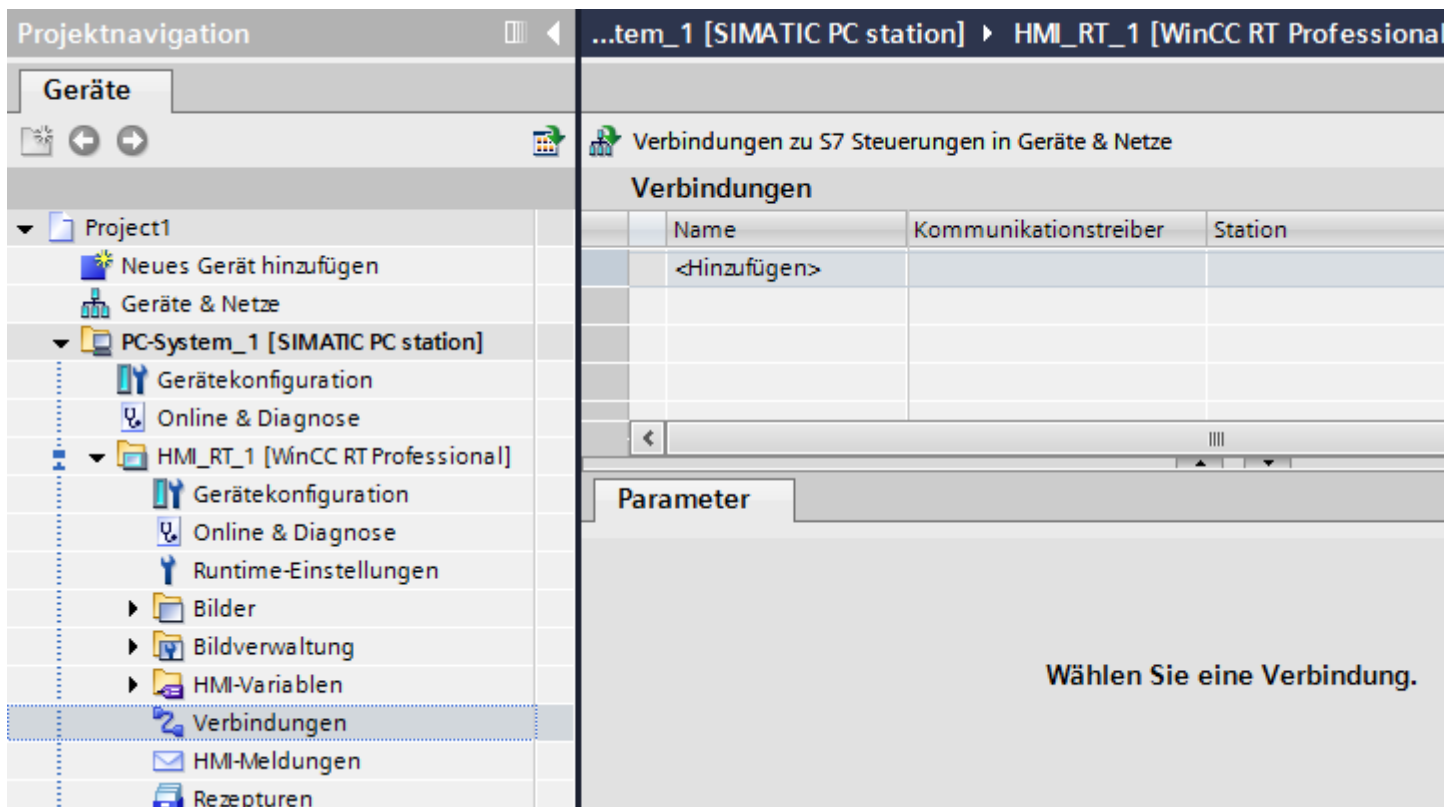 Projektnavigation
Geräte
Project1
Neues Gerät hinzufügen
Geräte & Netze
PC-System_1 [SIMATIC PC station]
Gerätekonfiguration
Online & Diagnose
HMI_RT_1 [WinCC RT Professional]
Gerätekonfiguration
Online & Diagnose
Runtime-Einstellungen
Bilder
Bildverwaltung
HMI-Variablen
Verbindungen
HMI-Meldungen
Rezepturen
...tem_1 [SIMATIC PC station] ▸ HMI_RT_1 [WinCC RT Professional
Verbindungen zu S7 Steuerungen in Geräte & Netze
Verbindungen
Name Kommunikationstreiber Station
<Hinzufügen>
Parameter
Wählen Sie eine Verbindung.